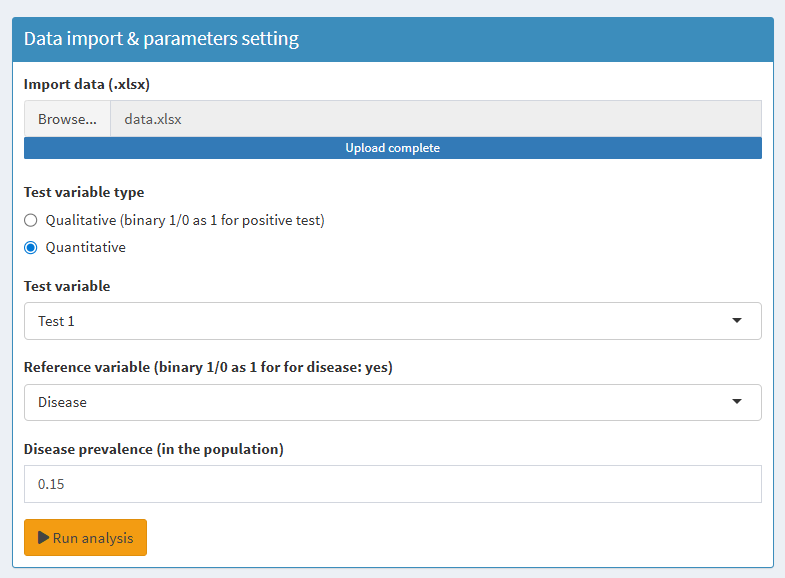 Data import & parameters setting
Import data (.xlsx)
Browse... data.xlsx
Upload complete
Test variable type
Qualitative (binary 1/0 as 1 for positive test)
Quantitative
Test variable
Test 1
Reference variable (binary 1/0 as 1 for for disease: yes)
Disease
Disease prevalence (in the population)
0.15
Run analysis